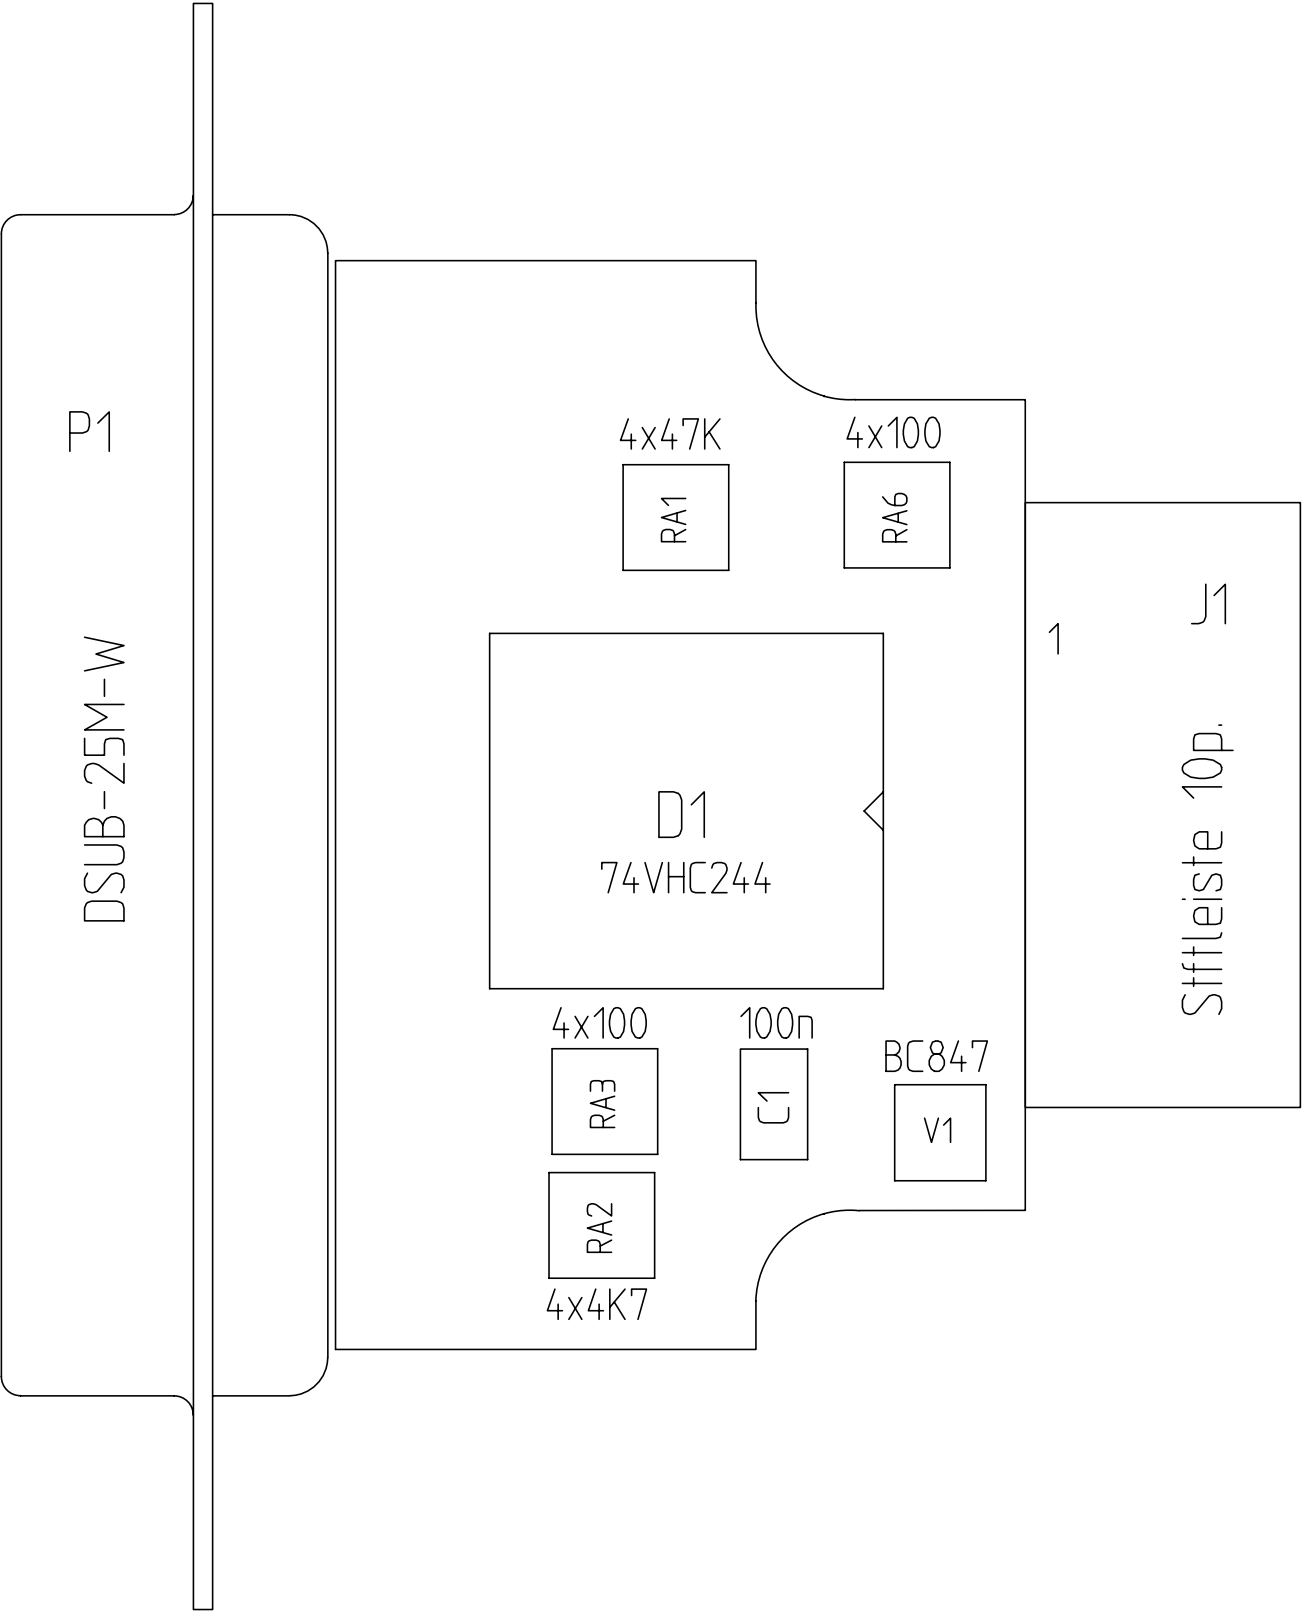 P1
DSUB-25M-W
4x47K
RA1
4x100
RA6
J1
1
Stftleiste 10p.
D1
74VHC244
4x100
RA3
100n
C1
BC847
V1
RA2
4x4K7